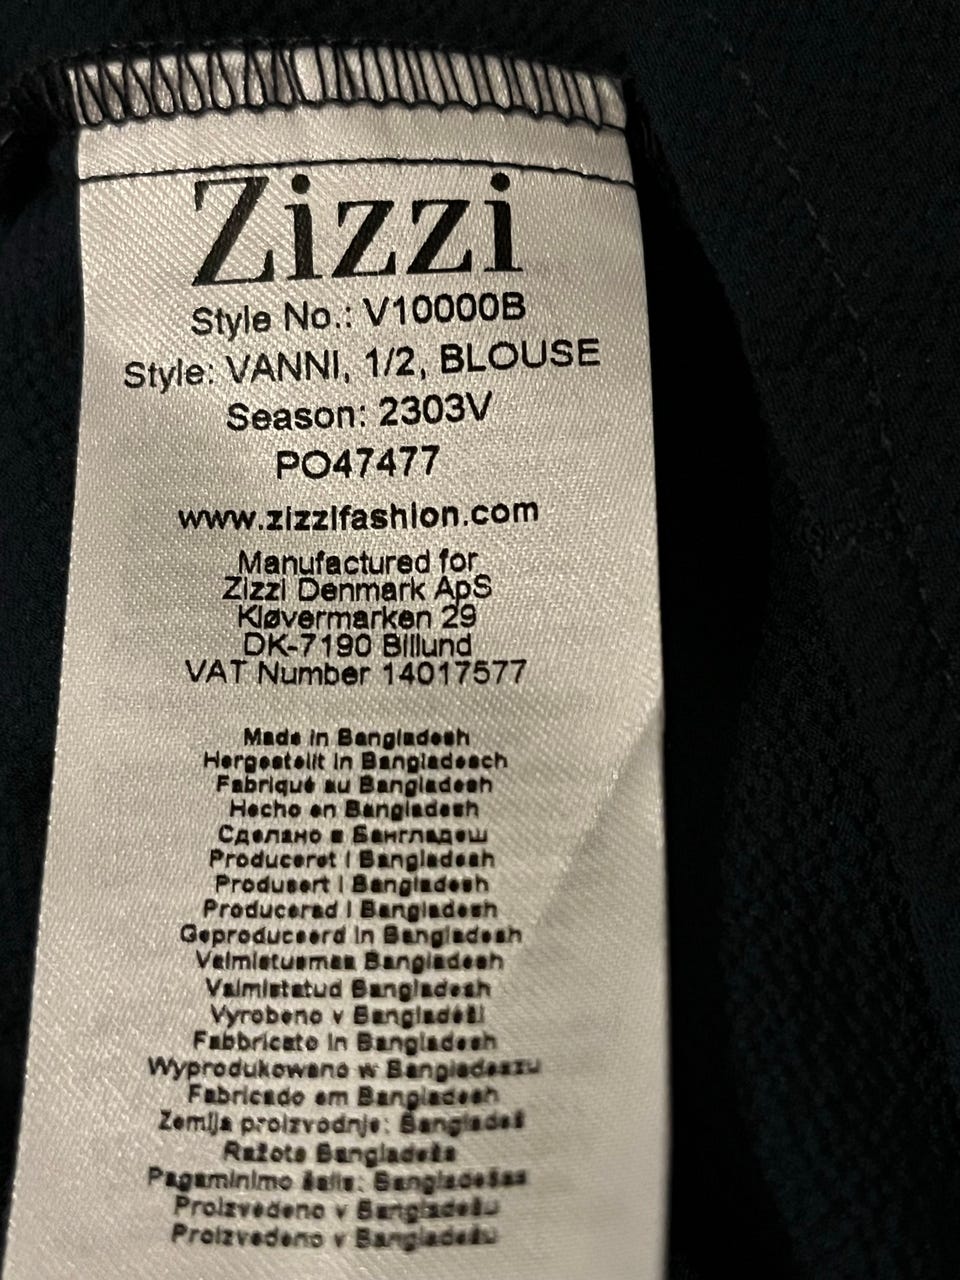 Zizzi
Style No.: V10000B
Style: VANNI, 1/2, BLOUSE
Season: 2303V
PO47477
www.zizzifashion.com
Manufactured for
Zizzi Denmark ApS
Kløvermarken 29
DK-7190 Billund
VAT Number 14017577
Made in Bangladesh
Hergestellt in Bangladesch
Fabriqué au Bangladesh
Hecho en Bangladesh
Сделано в Бангладеш
Produceret i Bangladesh
Produsert i Bangladesh
Producerad i Bangladesh
Geproduceerd in Bangladesh
Valmistusmaa Bangladesh
Valmistatud Bangladesh
Vyrobeno v Bangladéši
Fabbricato in Bangladesh
Wyprodukowano w Bangladeszu
Fabricado em Bangladesh
Zemlja proizvodnje: Bangladeš
Ražots Bangladeša
Pagaminimo šalis: Bangladešas
Proizvedeno v Bangladešu
Proizvedeno v Bangladešu